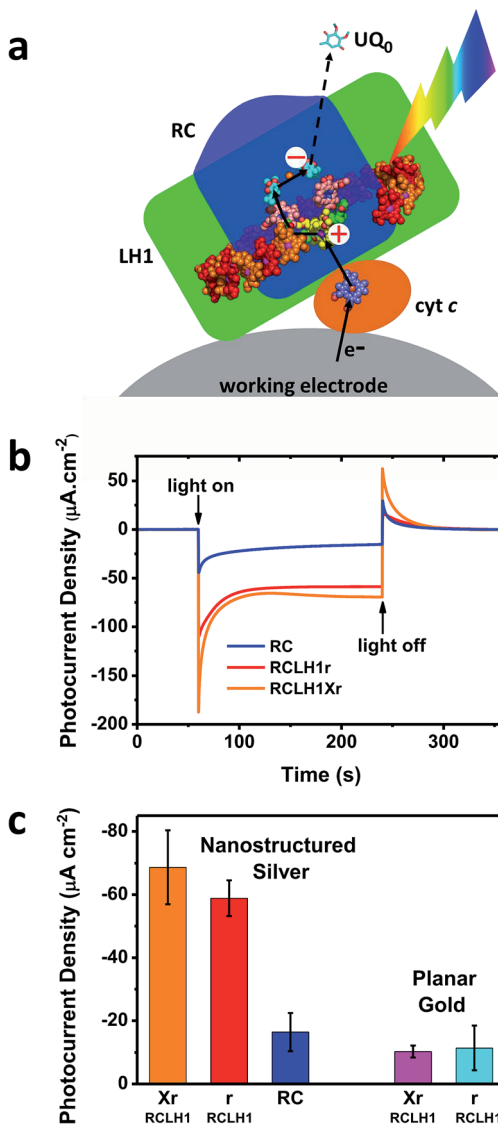 a
UQ0
RC
−
LH1
+
cyt c
e-
working electrode
b
Photocurrent Density (µA.cm-2)
50
0
-50
-100
-150
-200
light on
light off
RC
RCLH1r
RCLH1Xr
0
100
200
300
Time (s)
c
Photocurrent Density (µA cm-2)
-80
-60
-40
-20
0
Nanostructured
Silver
Planar
Gold
Xr r RC Xr r
RCLH1 RCLH1 RCLH1 RCLH1